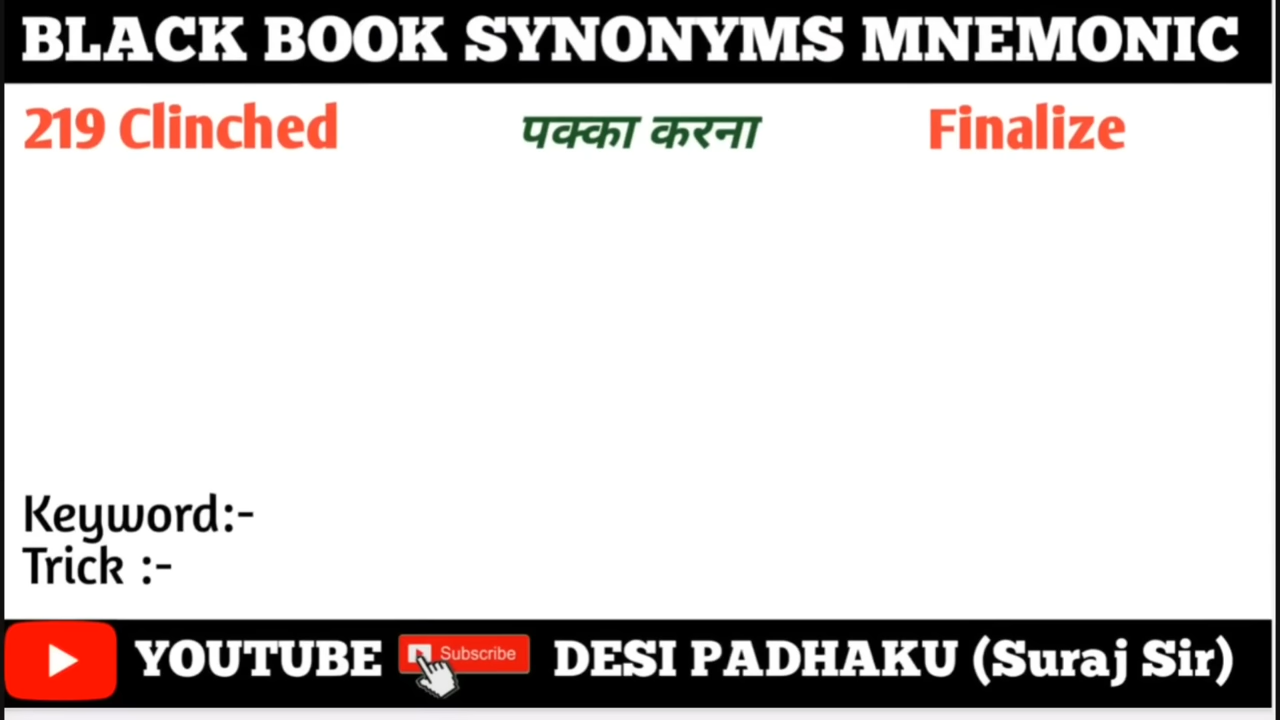 BLACK BOOK SYNONYMS MNEMONIC
219 Clinched पक्का करना Finalize
Keyword:-
Trick :-
YOUTUBE Subscribe DESI PADHAKU (Suraj Sir)